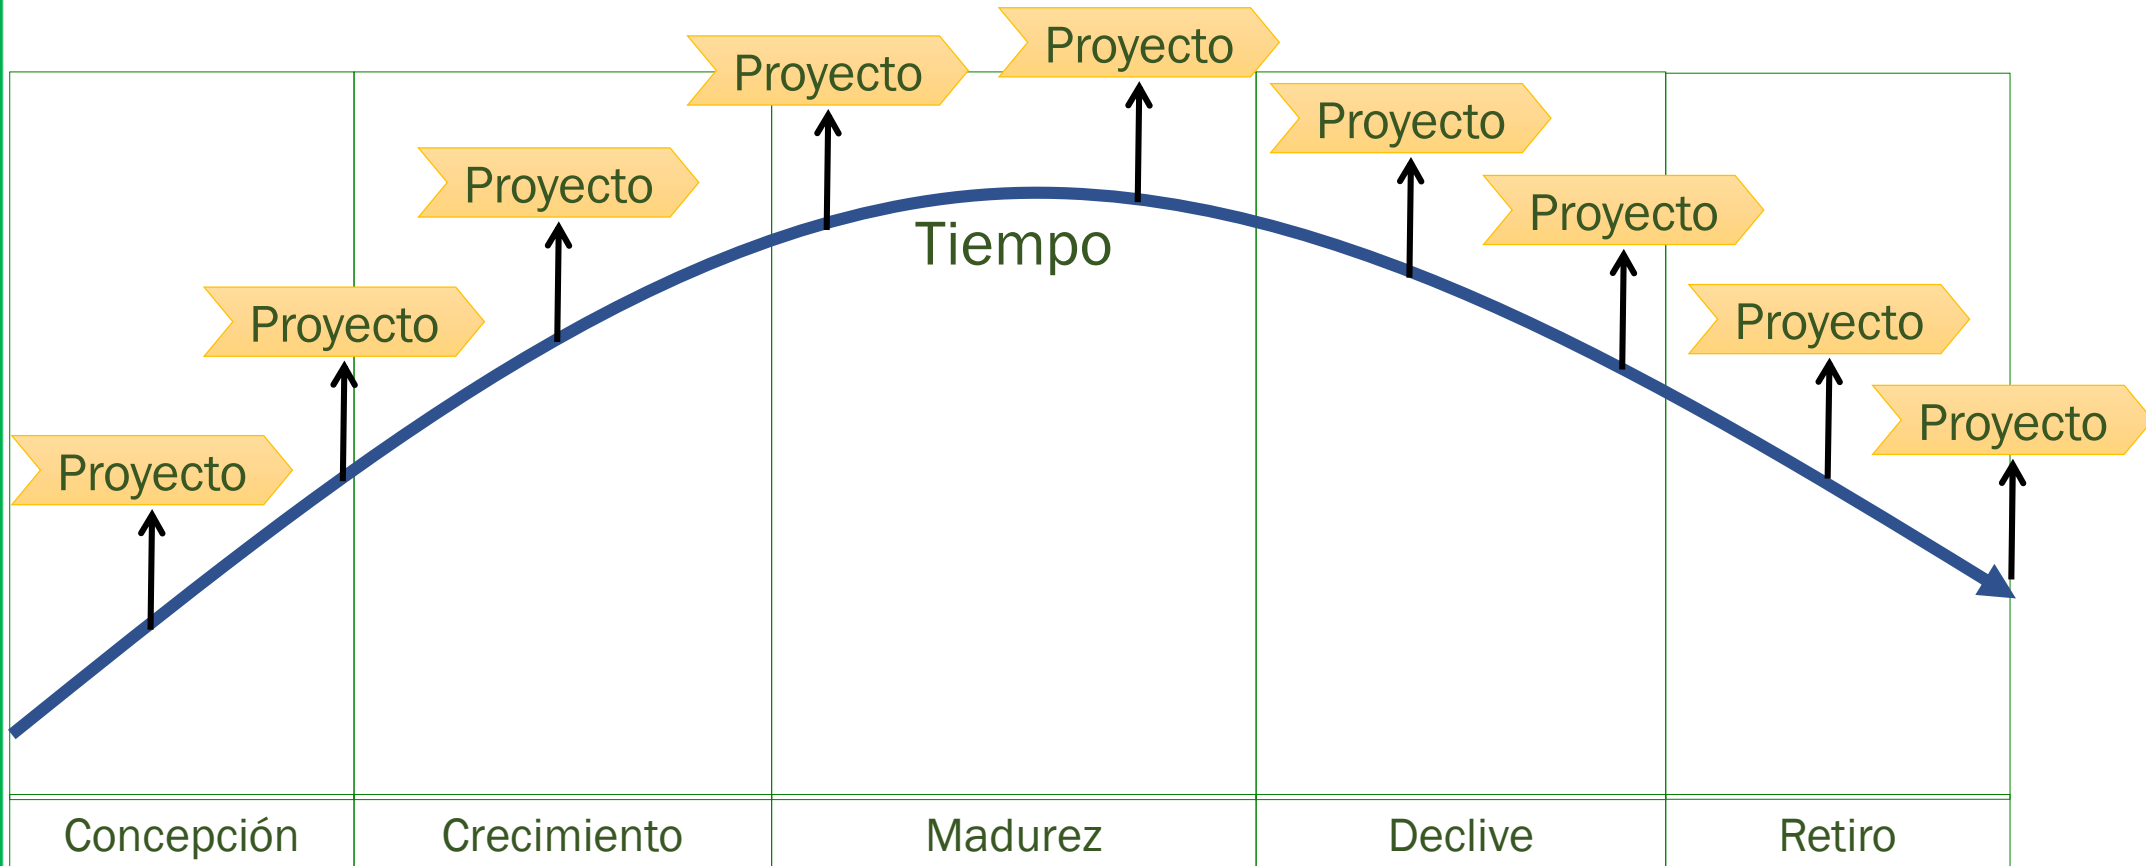 Proyecto
Proyecto
Proyecto
Proyecto
Proyecto
Proyecto
Proyecto
Proyecto
Proyecto
Tiempo
Concepción
Crecimiento
Madurez
Declive
Retiro